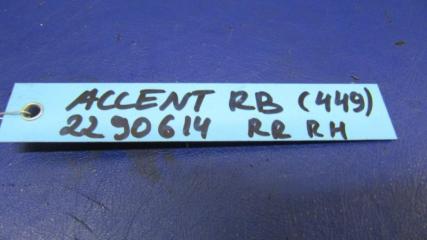 ACCENT RB (449)
2290614 RR RH